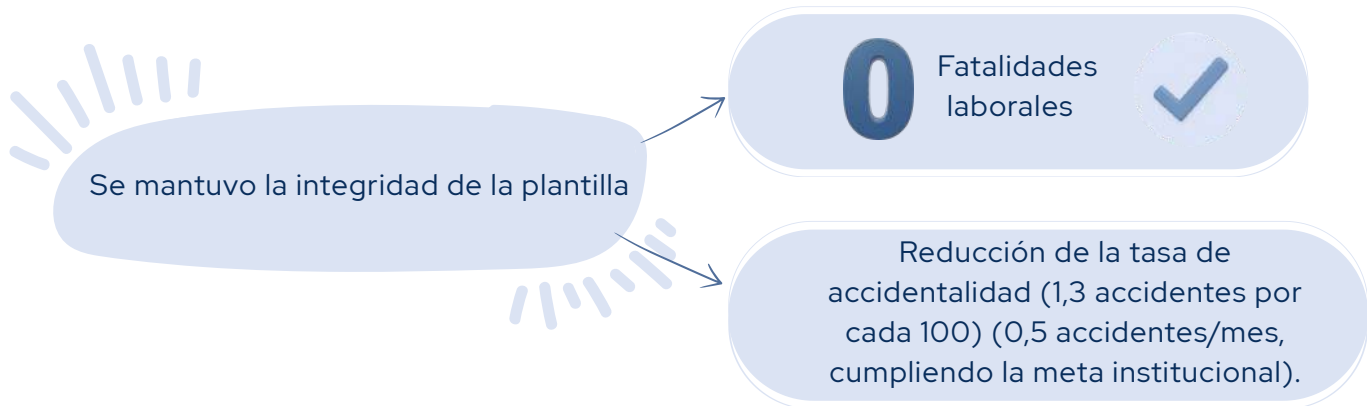 Se mantuvo la integridad de la plantilla
0
Fatalidades
laborales
Reducción de la tasa de
accidentalidad (1,3 accidentes por
cada 100) (0,5 accidentes/mes,
cumpliendo la meta institucional).